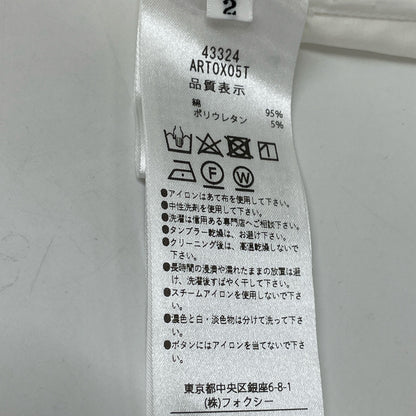 2
43324
ARTOX05T
品質表示
綿 95%
ポリウレタン 5%
F W
●アイロンはあて布を使用して下さい。
●中性洗剤を使用して下さい。
●洗濯は信用ある専門店へご相談下さい。
●タンブラー乾燥は、お避け下さい。
●クリーニング後は、高温乾燥しないで
下さい。
●長時間の浸漬や濡れたままの放置は避
け、洗濯後すばやく干して下さい。
●スチームアイロンを使用しないで下さい。
●濃色と白・淡色物は分けて洗って下さい。
●ボタンにはアイロンを当てないで下さい。
東京都中央区銀座6-8-1
(株)フォクシー